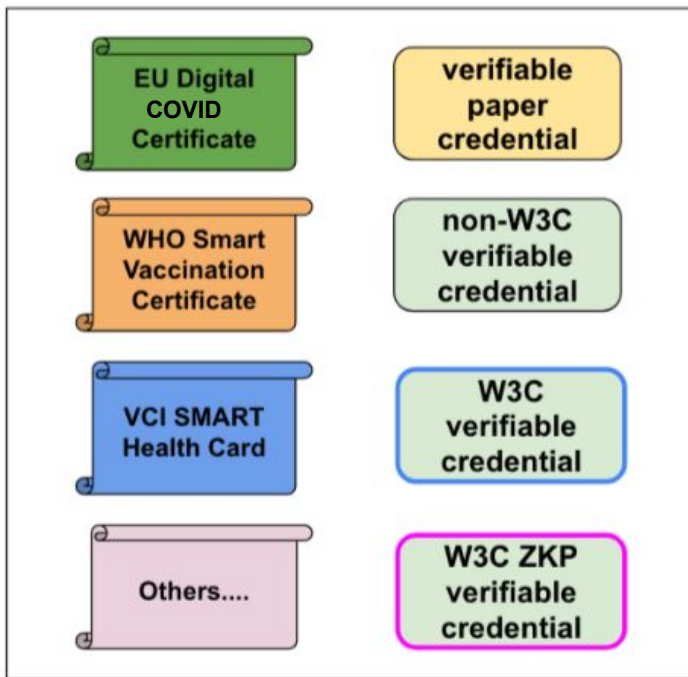 EU Digital
COVID
Certificate
verifiable
paper
credential
WHO Smart
Vaccination
Certificate
non-W3C
verifiable
credential
VCI SMART
Health Card
W3C
verifiable
credential
Others....
W3C ZKP
verifiable
credential